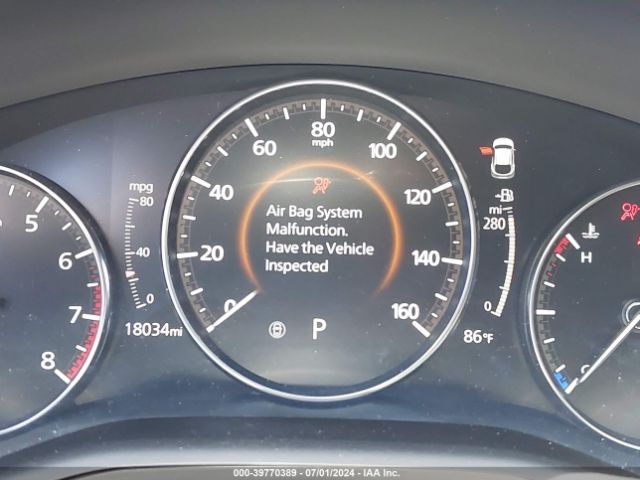 80
mph
60
100
40
120
20
140
0
160
Air Bag System
Malfunction.
Have the Vehicle
Inspected
P
mpg
80
40
0
18034mi
5
6
7
8
mi
280
0
86°F
H
C
000-39770389 - 07/01/2024 - IAA Inc.